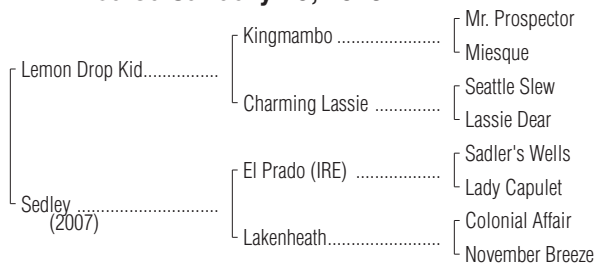 Kingmambo
Mr. Prospector
Miesque
Lemon Drop Kid
Charming Lassie
Seattle Slew
Lassie Dear
El Prado (IRE)
Sadler's Wells
Lady Capulet
Sedley
(2007)
Lakenheath
Colonial Affair
November Breeze